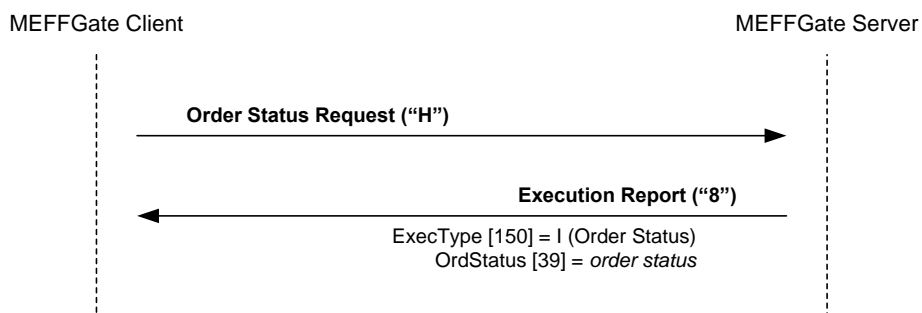 MEFFGate Client
MEFFGate Server
Order Status Request (“H”)
Execution Report (“8”)
ExecType [150] = I (Order Status)
OrdStatus [39] = order status